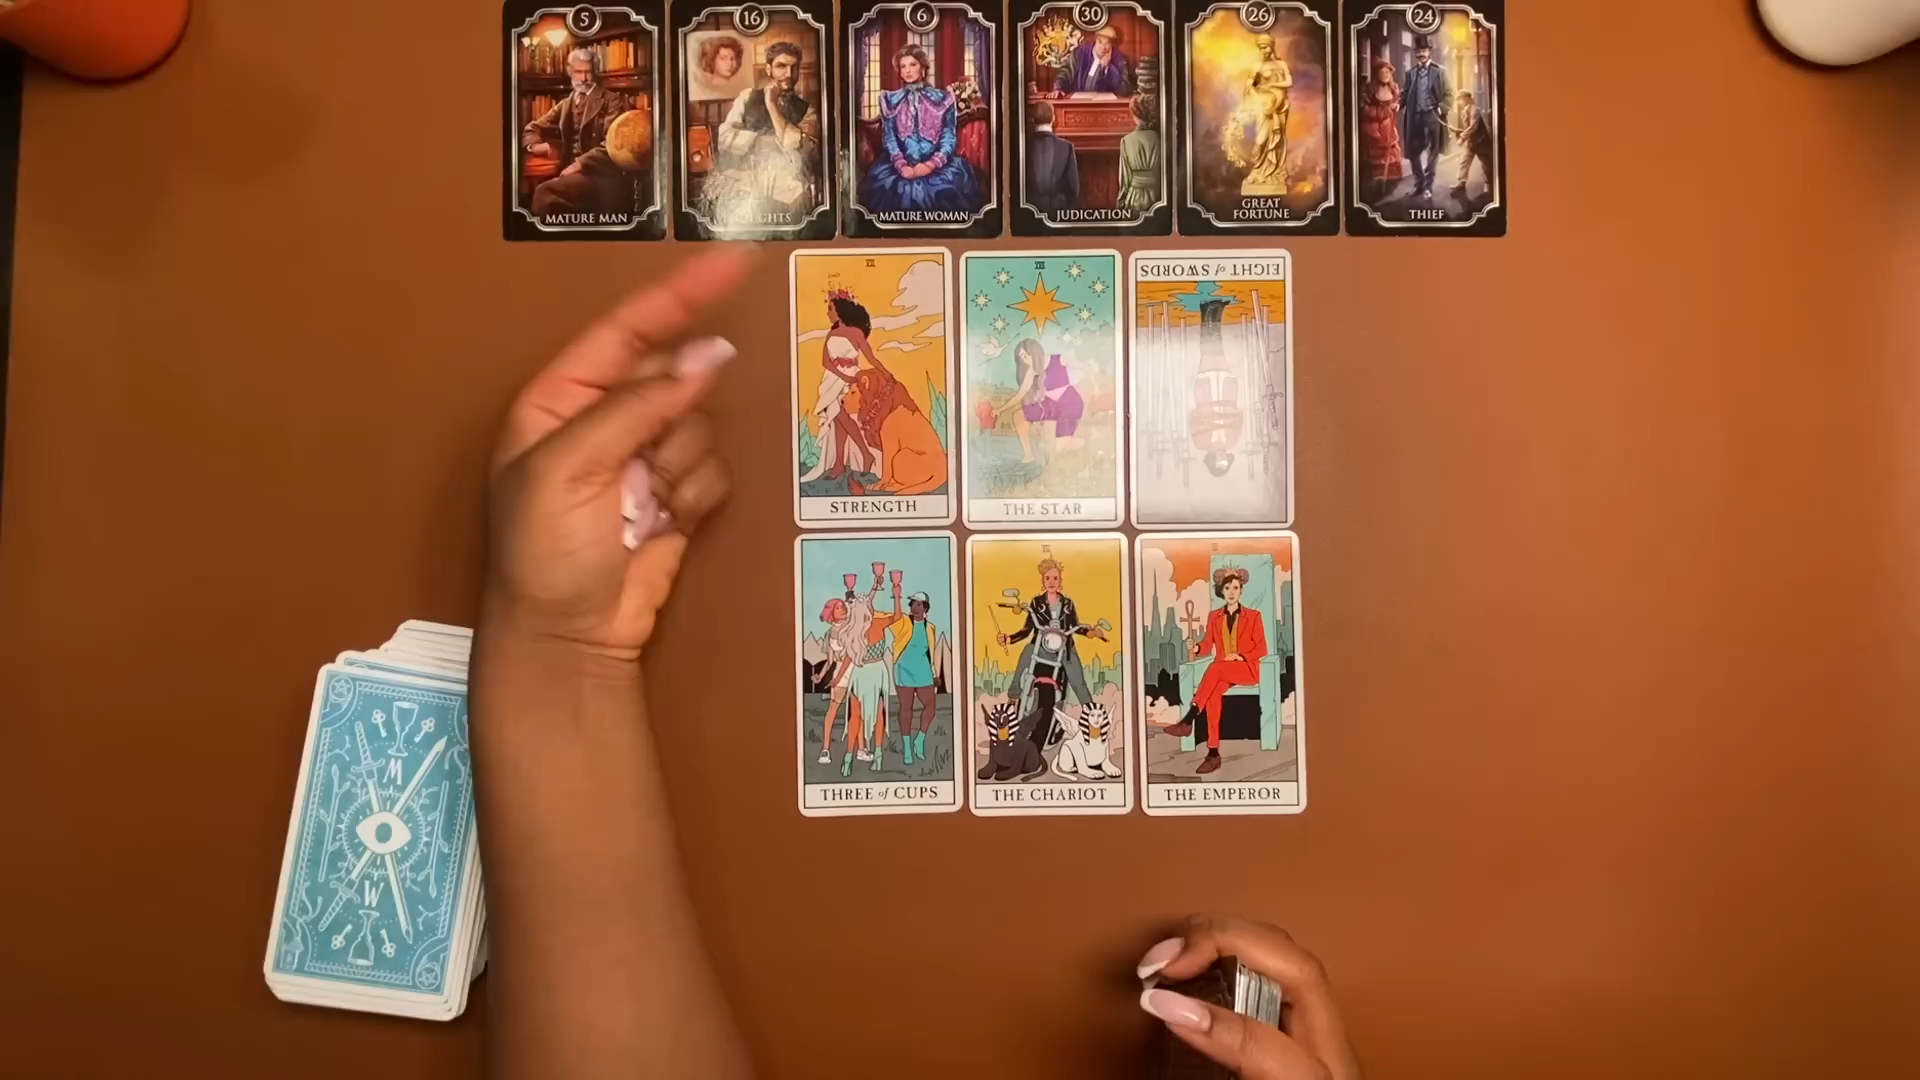 5
16
6
30
26
24
MATURE MAN
MATURE WOMAN
JUDICATION
GREAT
FORTUNE
THIEF
EIGHT of SWORDS
STRENGTH
THE STAR
THREE of CUPS
THE CHARIOT
THE EMPEROR
M
W